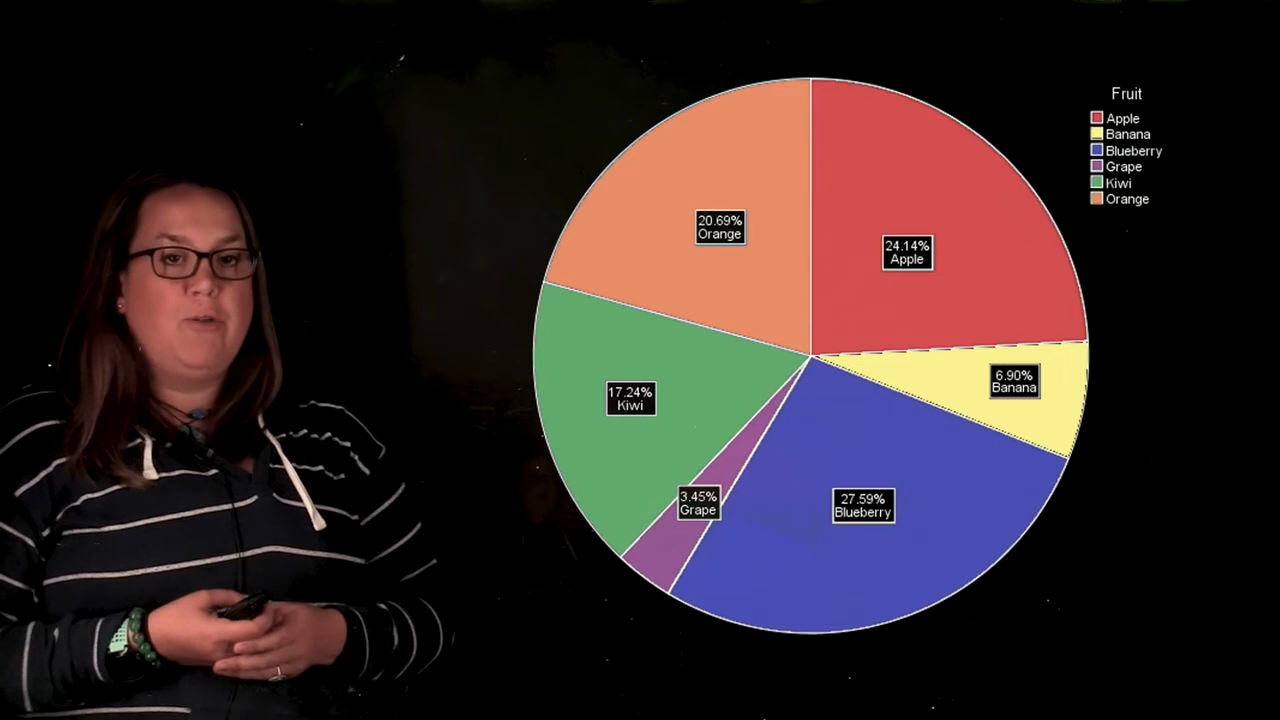 Fruit
Apple
Banana
Blueberry
Grape
Kiwi
Orange
20.69%
Orange
24.14%
Apple
6.90%
Banana
17.24%
Kiwi
3.45%
Grape
27.59%
Blueberry